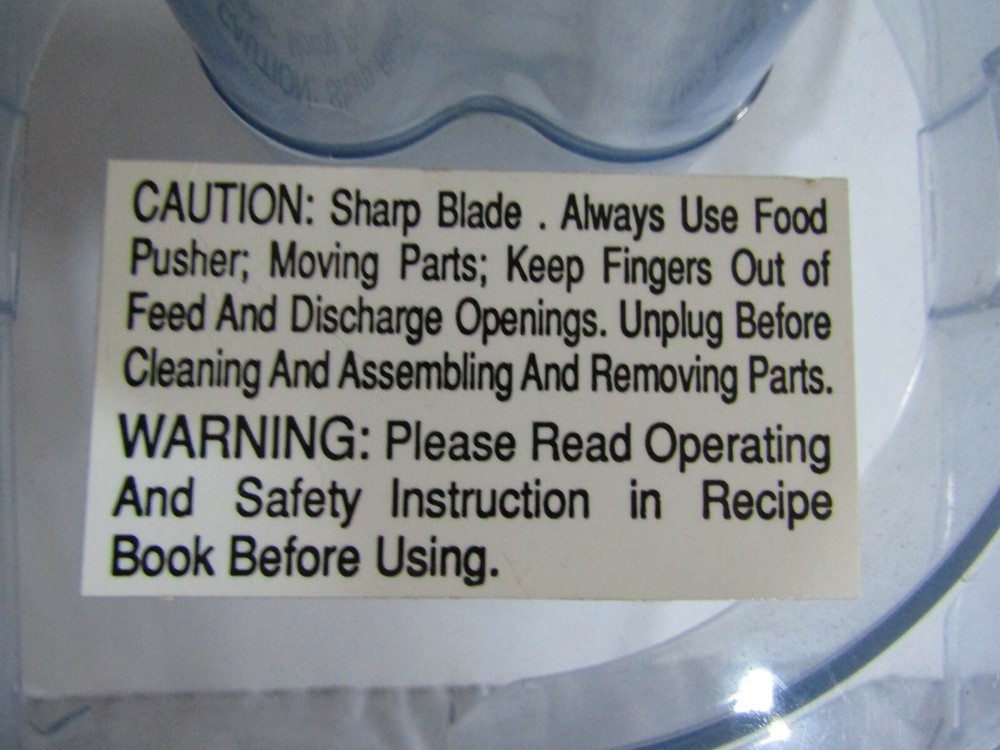 CAUTION: Sharp Blade . Always Use Food
Pusher; Moving Parts; Keep Fingers Out of
Feed And Discharge Openings. Unplug Before
Cleaning And Assembling And Removing Parts.
WARNING: Please Read Operating
And Safety Instruction in Recipe
Book Before Using.